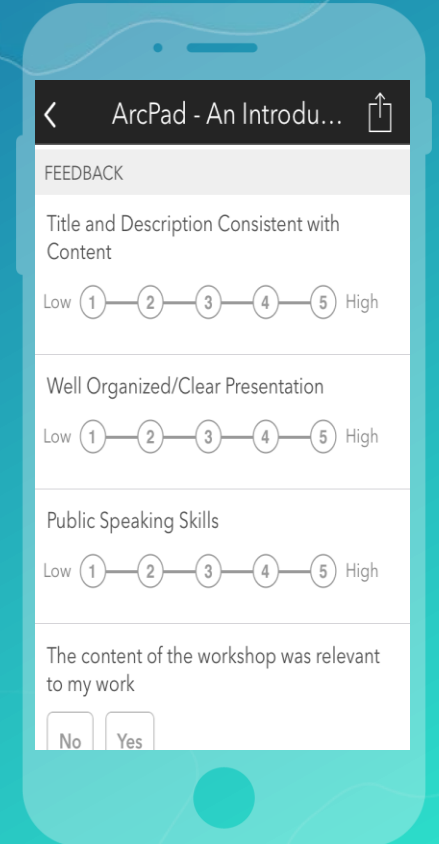 ArcPad - An Introdu...
FEEDBACK
Title and Description Consistent with
Content
Low 1 2 3 4 5 High
Well Organized/Clear Presentation
Low 1 2 3 4 5 High
Public Speaking Skills
Low 1 2 3 4 5 High
The content of the workshop was relevant
to my work
No Yes